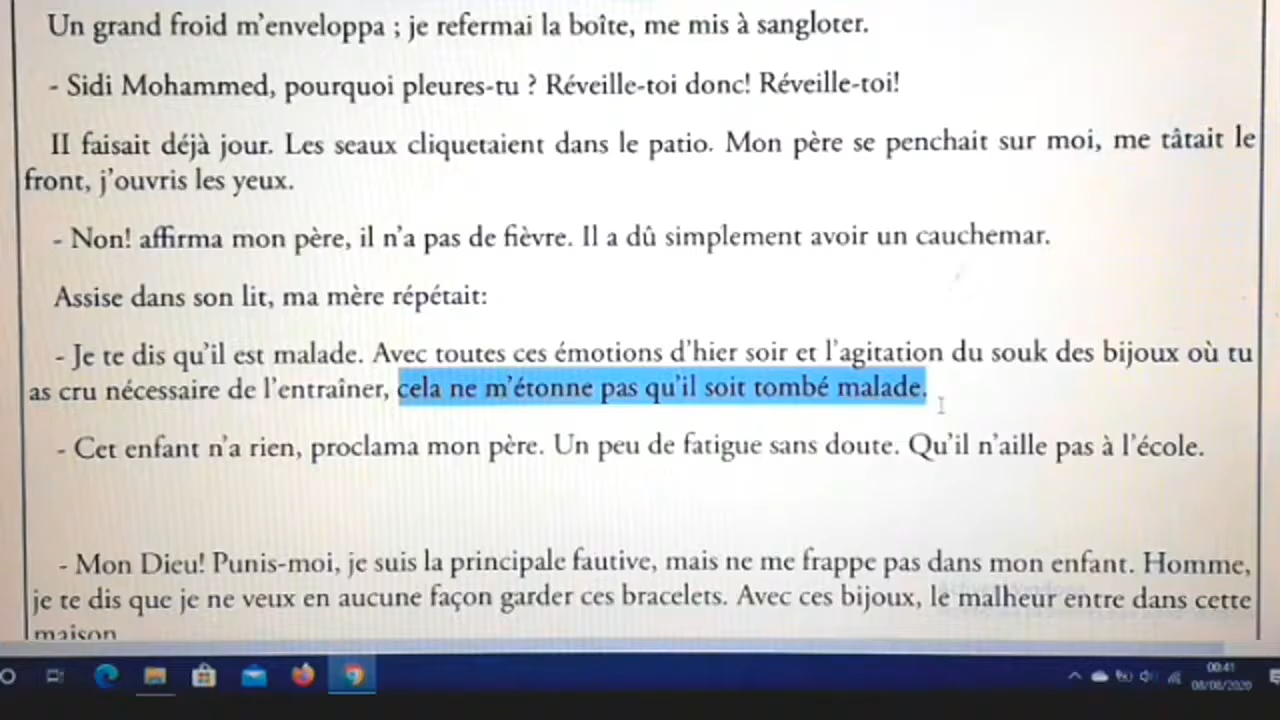 Un grand froid m'enveloppa ; je refermai la boîte, me mis à sangloter.
- Sidi Mohammed, pourquoi pleures-tu ? Réveille-toi donc! Réveille-toi!
II faisait déjà jour. Les seaux cliquetaient dans le patio. Mon père se penchait sur moi, me tâtait le
front, j'ouvris les yeux.
- Non! affirma mon père, il n'a pas de fièvre. Il a dû simplement avoir un cauchemar.
Assise dans son lit, ma mère répétait:
- Je te dis qu'il est malade. Avec toutes ces émotions d'hier soir et l'agitation du souk des bijoux où tu
as cru nécessaire de l'entraîner, cela ne m'étonne pas qu'il soit tombé malade.
- Cet enfant n'a rien, proclama mon père. Un peu de fatigue sans doute. Qu'il n'aille pas à l'école.
- Mon Dieu! Punis-moi, je suis la principale fautive, mais ne me frappe pas dans mon enfant. Homme,
je te dis que je ne veux en aucune façon garder ces bracelets. Avec ces bijoux, le malheur entre dans cette
maison
00:41
08/08/2020